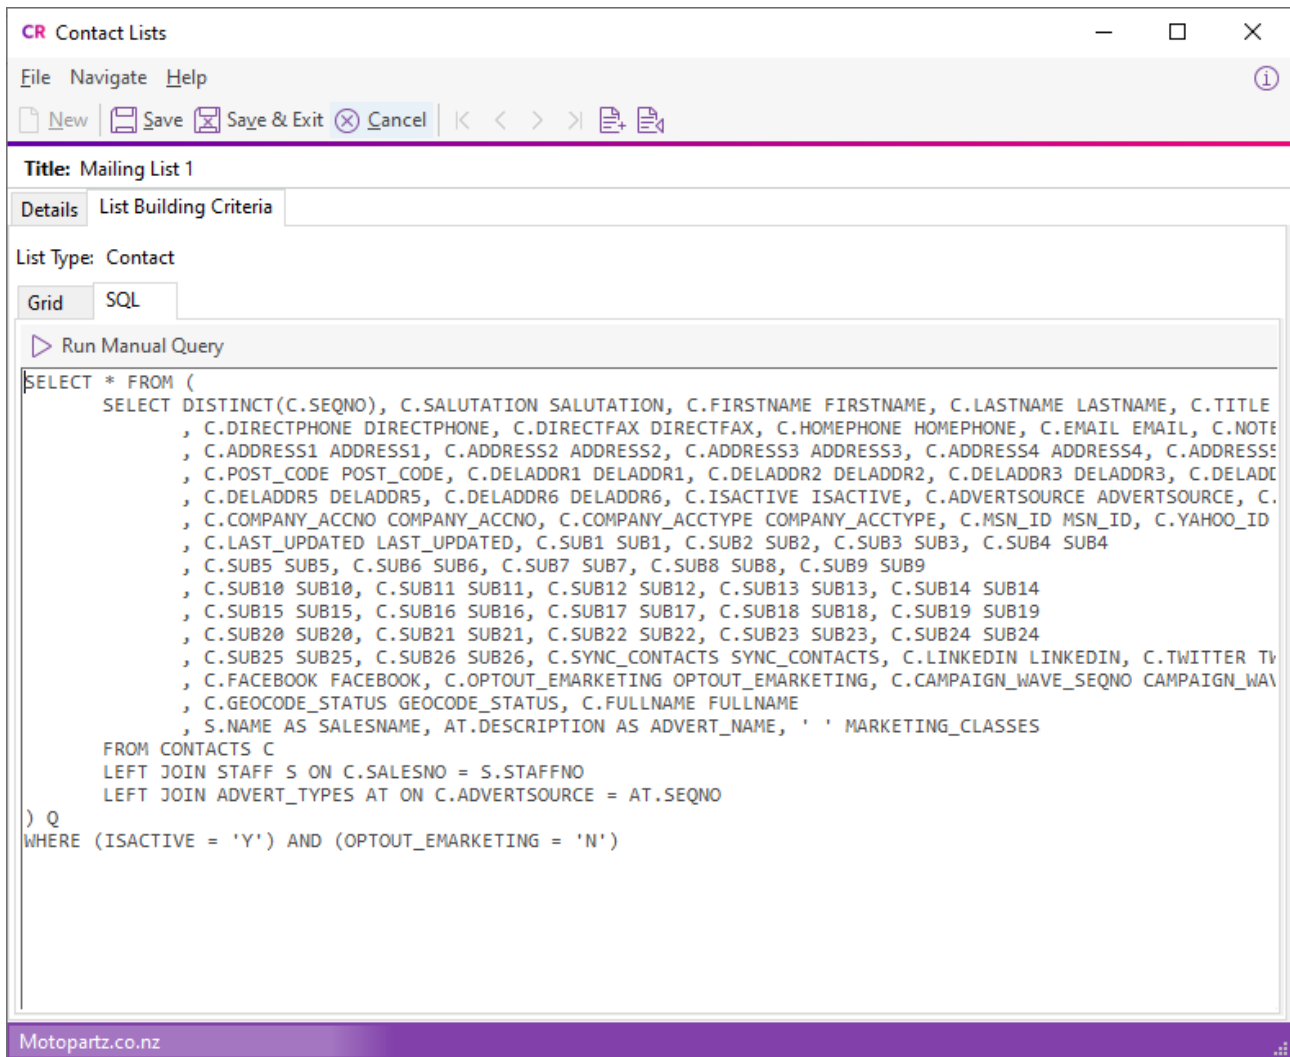 CR Contact Lists
File Navigate Help
New Save Save & Exit Cancel
Title: Mailing List 1
Details List Building Criteria
List Type: Contact
Grid SQL
Run Manual Query
SELECT * FROM (
SELECT DISTINCT(C.SEQNO), C.SALUTATION SALUTATION, C.FIRSTNAME FIRSTNAME, C.LASTNAME LASTNAME, C.TITLE
, C.DIRECTPHONE DIRECTPHONE, C.DIRECTFAX DIRECTFAX, C.HOMEPHONE HOMEPHONE, C.EMAIL EMAIL, C.NOTE
, C.ADDRESS1 ADDRESS1, C.ADDRESS2 ADDRESS2, C.ADDRESS3 ADDRESS3, C.ADDRESS4 ADDRESS4, C.ADDRESS5
, C.POST_CODE POST_CODE, C.DELADDR1 DELADDR1, C.DELADDR2 DELADDR2, C.DELADDR3 DELADDR3, C.DELADD
, C.DELADDR5 DELADDR5, C.DELADDR6 DELADDR6, C.ISACTIVE ISACTIVE, C.ADVERTSOURCE ADVERTSOURCE, C.
, C.COMPANY_ACCNO COMPANY_ACCNO, C.COMPANY_ACCTYPE COMPANY_ACCTYPE, C.MSN_ID MSN_ID, C.YAHOO_ID
, C.LAST_UPDATED LAST_UPDATED, C.SUB1 SUB1, C.SUB2 SUB2, C.SUB3 SUB3, C.SUB4 SUB4
, C.SUB5 SUB5, C.SUB6 SUB6, C.SUB7 SUB7, C.SUB8 SUB8, C.SUB9 SUB9
, C.SUB10 SUB10, C.SUB11 SUB11, C.SUB12 SUB12, C.SUB13 SUB13, C.SUB14 SUB14
, C.SUB15 SUB15, C.SUB16 SUB16, C.SUB17 SUB17, C.SUB18 SUB18, C.SUB19 SUB19
, C.SUB20 SUB20, C.SUB21 SUB21, C.SUB22 SUB22, C.SUB23 SUB23, C.SUB24 SUB24
, C.SUB25 SUB25, C.SUB26 SUB26, C.SYNC_CONTACTS SYNC_CONTACTS, C.LINKEDIN LINKEDIN, C.TWITTER
, C.FACEBOOK FACEBOOK, C.OPTOUT_EMARKETING OPTOUT_EMARKETING, C.CAMPAIGN_WAVE_SEQNO
, C.GEOCODE_STATUS GEOCODE_STATUS, C.FULLNAME FULLNAME
, S.NAME AS SALESNAME, AT.DESCRIPTION AS ADVERT_NAME, ' ' MARKETING_CLASSES
FROM CONTACTS C
LEFT JOIN STAFF S ON C.SALESNO = S.STAFFNO
LEFT JOIN ADVERT_TYPES AT ON C.ADVERTSOURCE = AT.SEQNO
) Q
WHERE (ISACTIVE = 'Y') AND (OPTOUT_EMARKETING = 'N')
Motopartz.co.nz